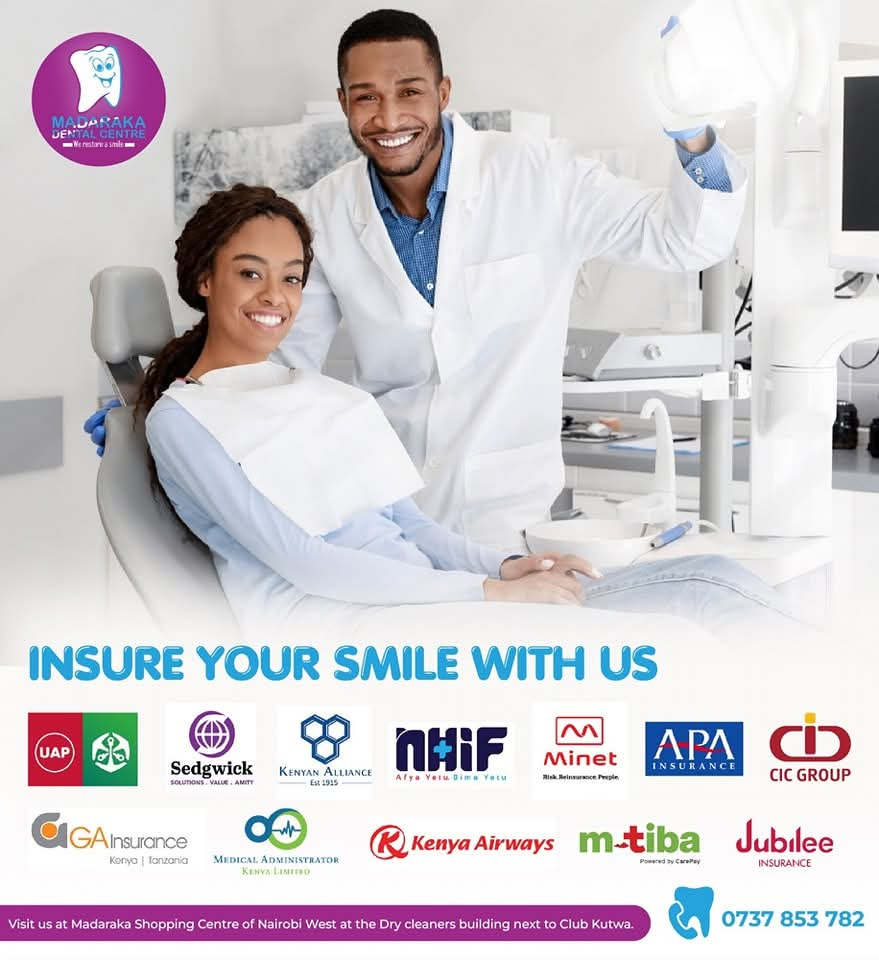 MADARAKA
DENTAL CENTRE
We restore a smile
INSURE YOUR SMILE WITH US
UAP
Sedgwick
SOLUTIONS . VALUE . AMITY
KENYAN ALLIANCE
Est 1915
NHiF
Afya Yetu, Bima Yetu
Minet
Risk. Reinsurance. People.
APA
INSURANCE
CIC GROUP
GA Insurance
Kenya | Tanzania
MEDICAL ADMINISTRATOR
KENYA LIMITED
Kenya Airways
m-tiba
Powered by CarePay
Jubilee
INSURANCE
Visit us at Madaraka Shopping Centre of Nairobi West at the Dry cleaners building next to Club Kutwa.
0737 853 782